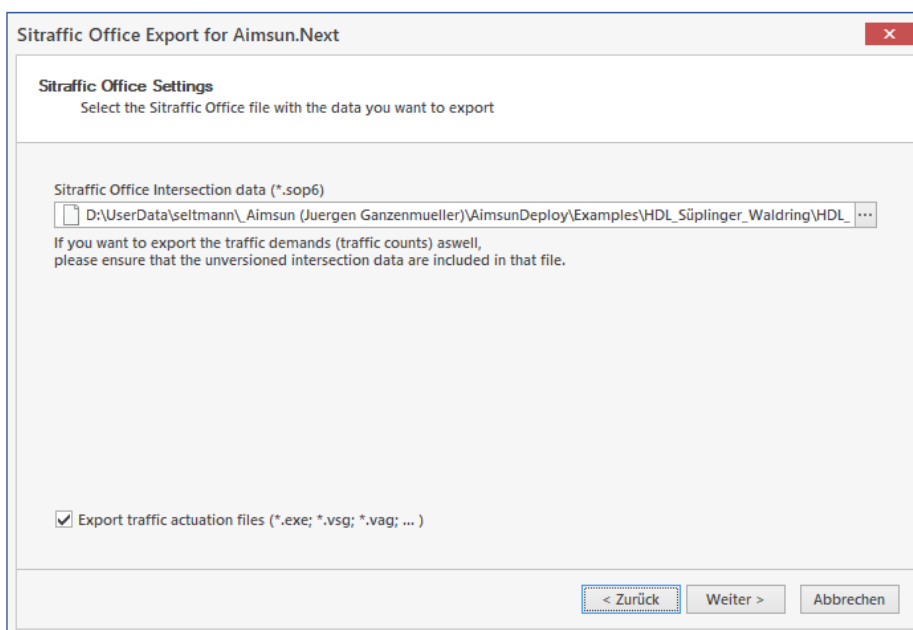 Sitraffic Office Export for Aimsun.Next
Sitraffic Office Settings
Select the Sitraffic Office file with the data you want to export
Sitraffic Office Intersection data (*.sop6)
D:\UserData\seltmann\_Aimsun (Juergen Ganzenmueller)\AimsunDeploy\Examples\HDL_Süplinger_Waldring\HDL_ ...
If you want to export the traffic demands (traffic counts) aswell,
please ensure that the unversioned intersection data are included in that file.
Export traffic actuation files (*.exe; *.vsg; *.vag; ... )
< Zurück Weiter > Abbrechen